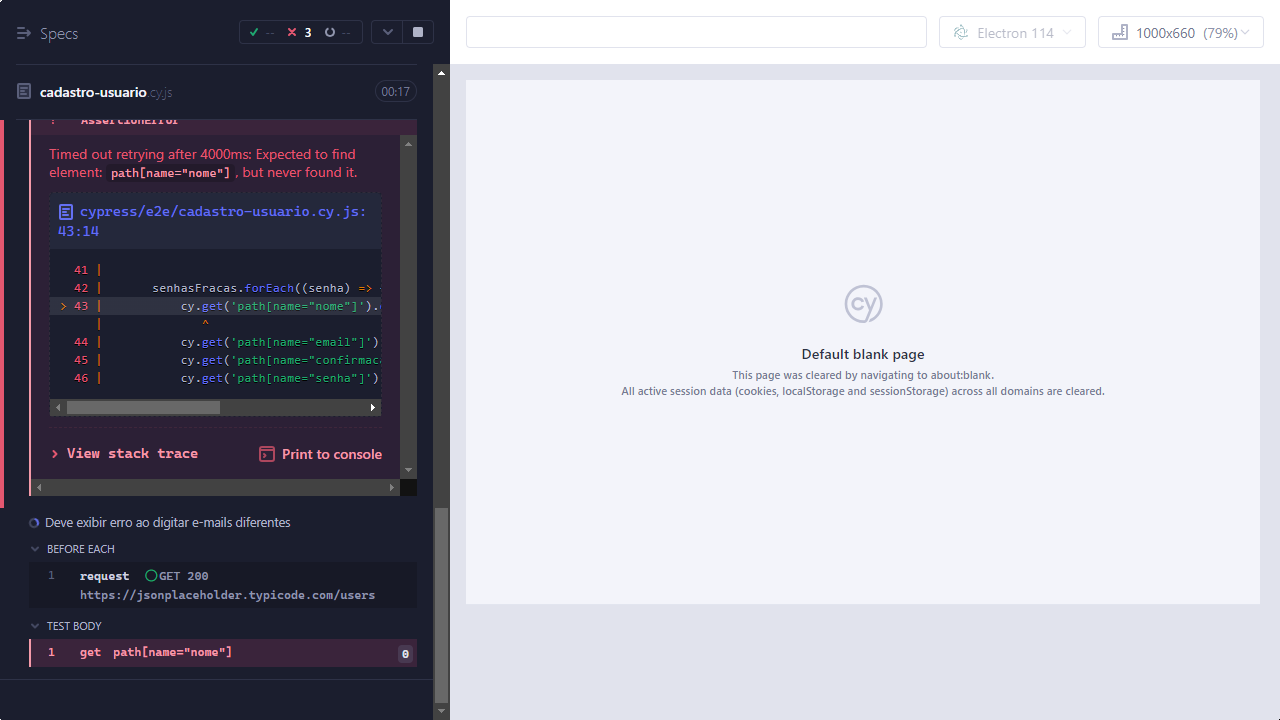 Specs
-- 3 --
Electron 114
1000x660 (79%)
cadastro-usuario.cy.js
00:17
! AssertionError
Timed out retrying after 4000ms: Expected to find
element: path[name="nome"] , but never found it.
cypress/e2e/cadastro-usuario.cy.js:
43:14
41 |
42 | senhasFracas.forEach((senha) =>
> 43 | cy.get('path[name="nome"]').
| ^
44 | cy.get('path[name="email"]')
45 | cy.get('path[name="confirmac
46 | cy.get('path[name="senha"]')
View stack trace
Print to console
Deve exibir erro ao digitar e-mails diferentes
BEFORE EACH
1 request GET 200
https://jsonplaceholder.typicode.com/users
TEST BODY
1 get path[name="nome"] 0
cy
Default blank page
This page was cleared by navigating to about:blank.
All active session data (cookies, localStorage and sessionStorage) across all domains are cleared.